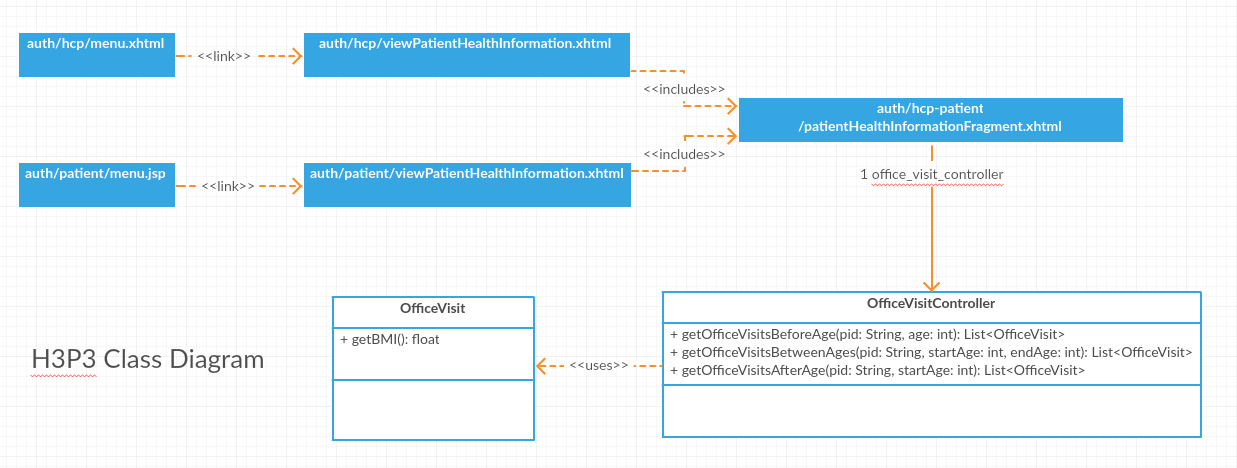 auth/hcp/menu.xhtml
<<link>>
auth/hcp/viewPatientHealthInformation.xhtml
<<includes>>
auth/hcp-patient
/patientHealthInformationFragment.xhtml
<<includes>>
auth/patient/menu.jsp
<<link>>
auth/patient/viewPatientHealthInformation.xhtml
1 office_visit_controller
OfficeVisit
+ getBMI(): float
<<uses>>
OfficeVisitController
+ getOfficeVisitsBeforeAge(pid: String, age: int): List<OfficeVisit>
+ getOfficeVisitsBetweenAges(pid: String, startAge: int, endAge: int): List<OfficeVisit>
+ getOfficeVisitsAfterAge(pid: String, startAge: int): List<OfficeVisit>
H3P3 Class Diagram